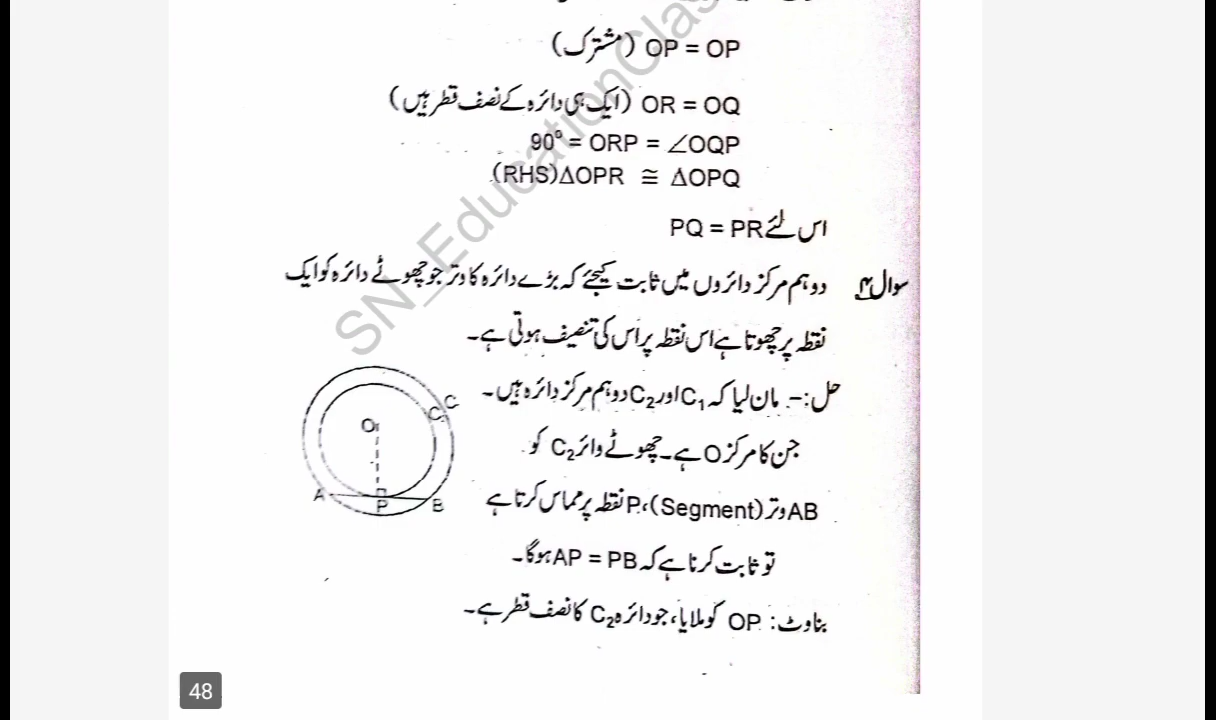 OP = OP (مشترک)
OR = OQ (ایک ہی دائرہ کے نصف قطر ہیں)
90° = ORP = ∠OQP
(RHS)ΔOPR ≅ ΔOPQ
اس لئے PQ = PR
سوال ۴ دو ہم مرکز دائروں میں ثابت کیجئے کہ بڑے دائرہ کا وتر جو چھوٹے دائرہ کو ایک
نقطہ پر چھوتا ہے اس نقطہ پر اس کی تنصیف ہوتی ہے۔
حل:- مان لیا کہ C₁ اور C₂ دو ہم مرکز دائرہ ہیں۔
جن کا مرکز O ہے۔ چھوٹے دائر C₂ کو
AB وتر (Segment)، P نقطہ پر مماس کرتا ہے
تو ثابت کرنا ہے کہ AP = PB ہوگا۔
بناوٹ: OP کو ملایا، جو دائرہ C₂ کا نصف قطر ہے۔
C
C
O
A
P
B
SN_EducationClas
48